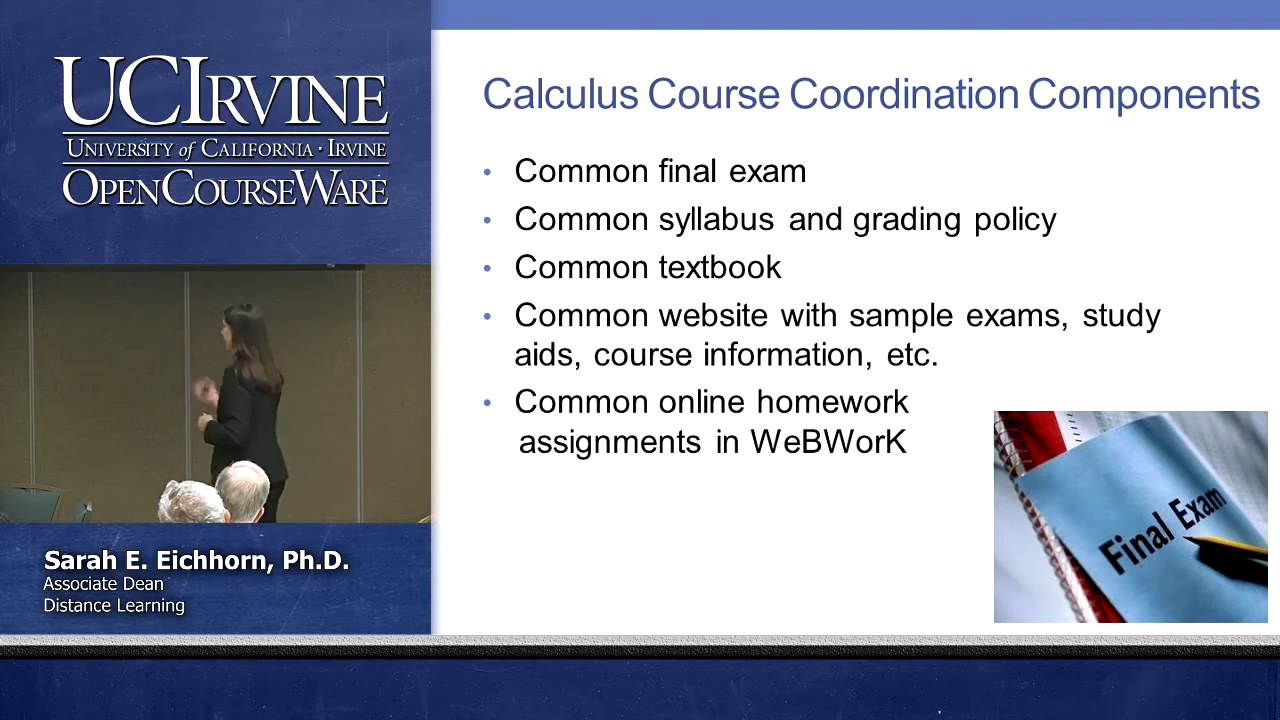 UCIRVINE
UNIVERSITY of CALIFORNIA · IRVINE
OPENCOURSEWARE
Sarah E. Eichhorn, Ph.D.
Associate Dean
Distance Learning
Calculus Course Coordination Components
• Common final exam
• Common syllabus and grading policy
• Common textbook
• Common website with sample exams, study
aids, course information, etc.
• Common online homework
assignments in WeBWorK
Final Exam